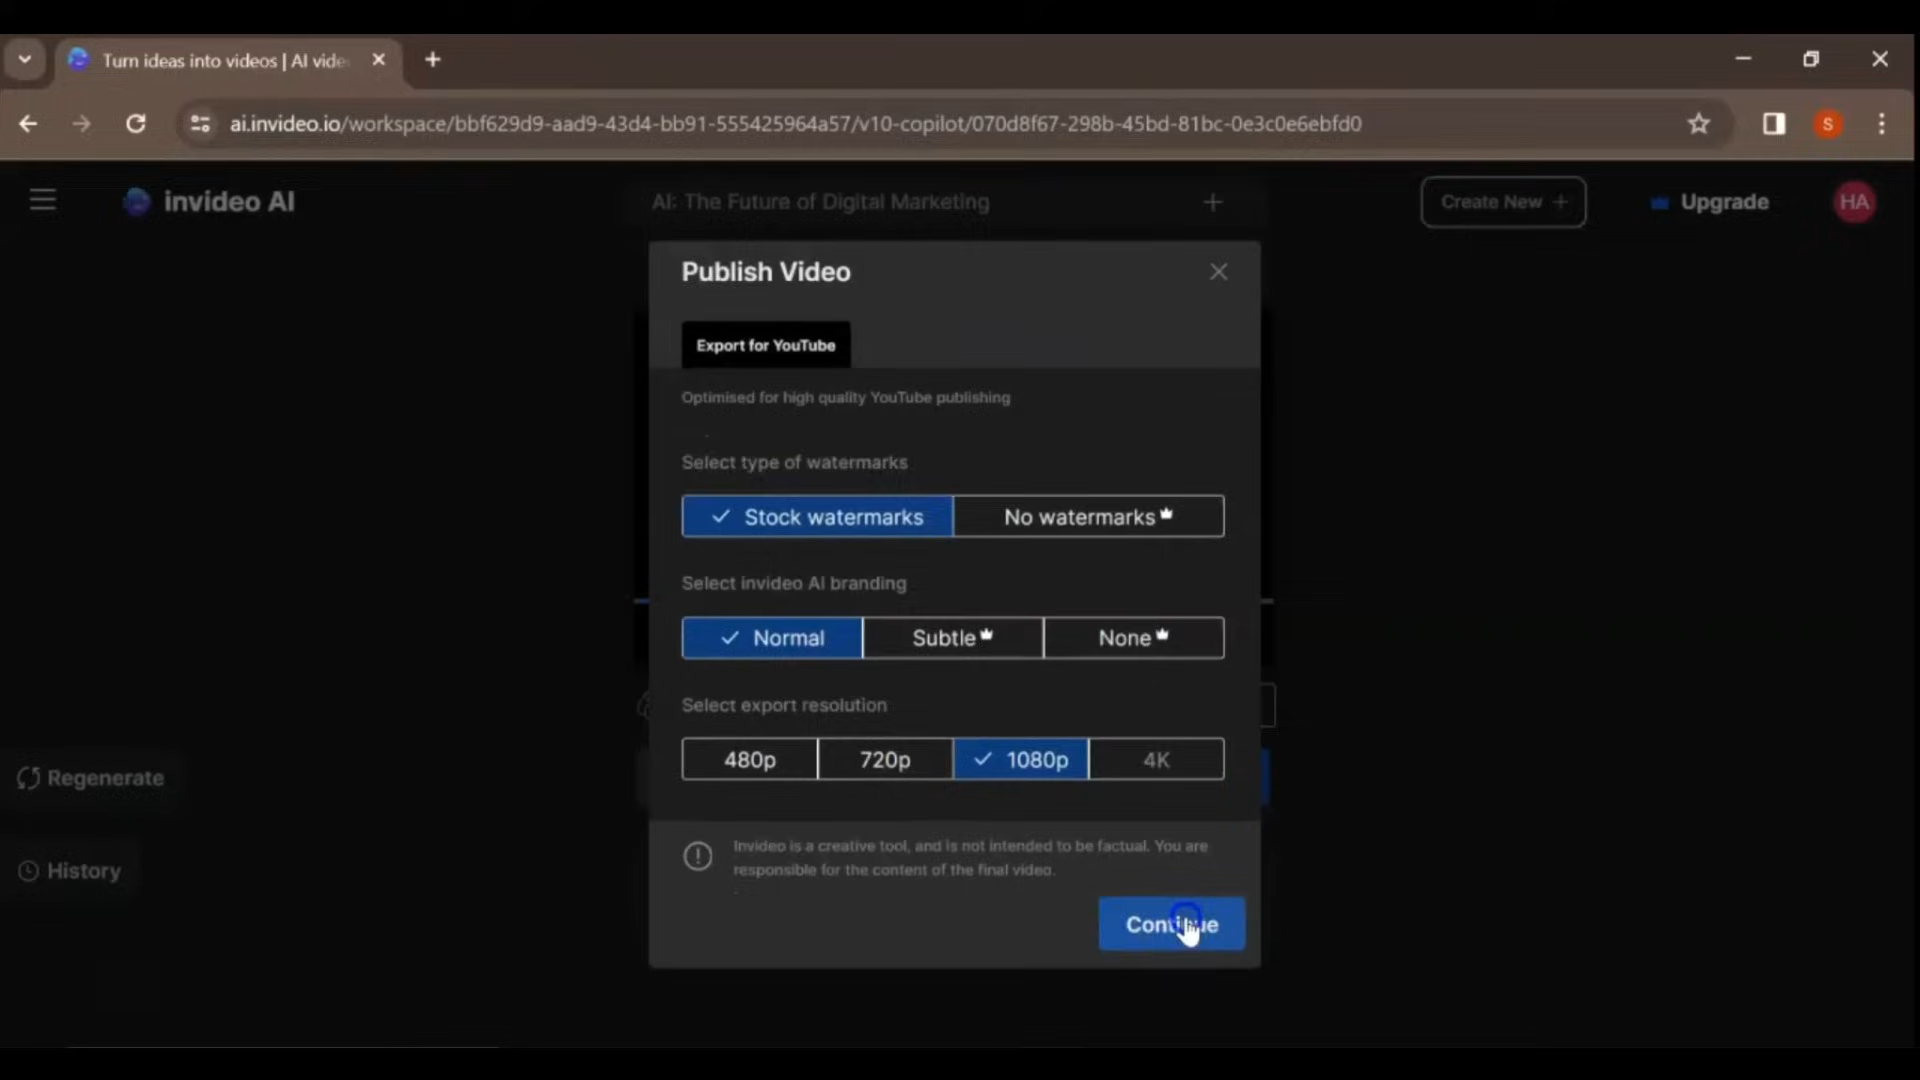 Turn ideas into videos | AI vide
ai.invideo.io/workspace/bbf629d9-aad9-43d4-bb91-555425964a57/v10-copilot/070d8f67-298b-45bd-81bc-0e3c0e6ebfd0
S
invideo AI
AI: The Future of Digital Marketing
Create New +
Upgrade
HA
Publish Video
Export for YouTube
Optimised for high quality YouTube publishing
Select type of watermarks
Stock watermarks
No watermarks
Select invideo AI branding
Normal
Subtle
None
Select export resolution
480p
720p
1080p
4K
Regenerate
History
Invideo is a creative tool, and is not intended to be factual. You are
responsible for the content of the final video.
Continue